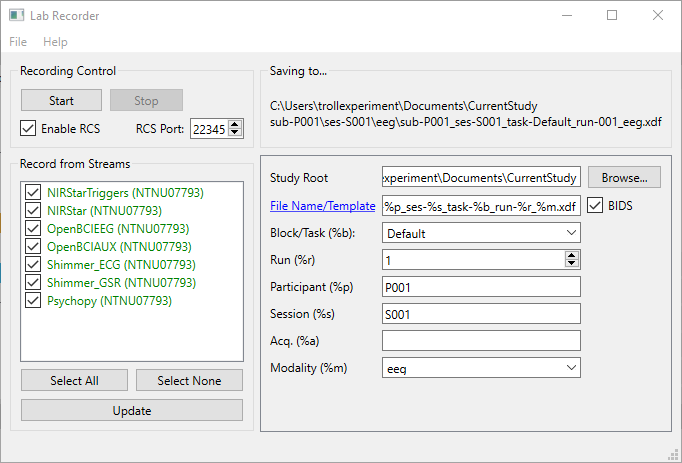 Lab Recorder
File Help
Recording Control
Start Stop
Enable RCS RCS Port: 22345
Record from Streams
NIRStarTriggers (NTNU07793)
NIRStar (NTNU07793)
OpenBCIEEG (NTNU07793)
OpenBCIAUX (NTNU07793)
Shimmer_ECG (NTNU07793)
Shimmer_GSR (NTNU07793)
Psychopy (NTNU07793)
Select All Select None
Update
Saving to...
C:\Users\trollexperiment\Documents\CurrentStudy
sub-P001\ses-S001\eeg\sub-P001_ses-S001_task-Default_run-001_eeg.xdf
Study Root experiment\Documents\CurrentStudy Browse...
File Name/Template %p_ses-%s_task-%b_run-%r_%m.xdf BIDS
Block/Task (%b): Default
Run (%r) 1
Participant (%p) P001
Session (%s) S001
Acq. (%a)
Modality (%m) eeg